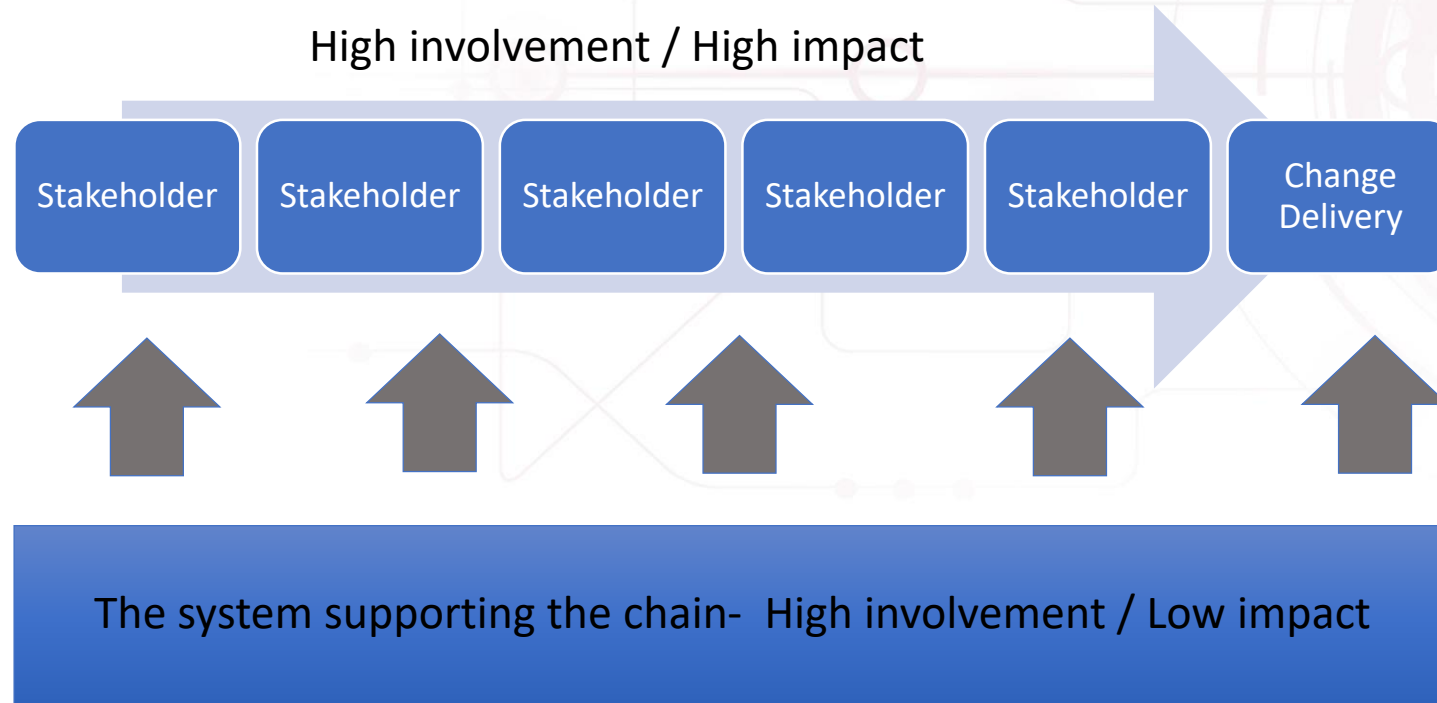 High involvement / High impact
Stakeholder
Stakeholder
Stakeholder
Stakeholder
Stakeholder
Change
Delivery
The system supporting the chain- High involvement / Low impact